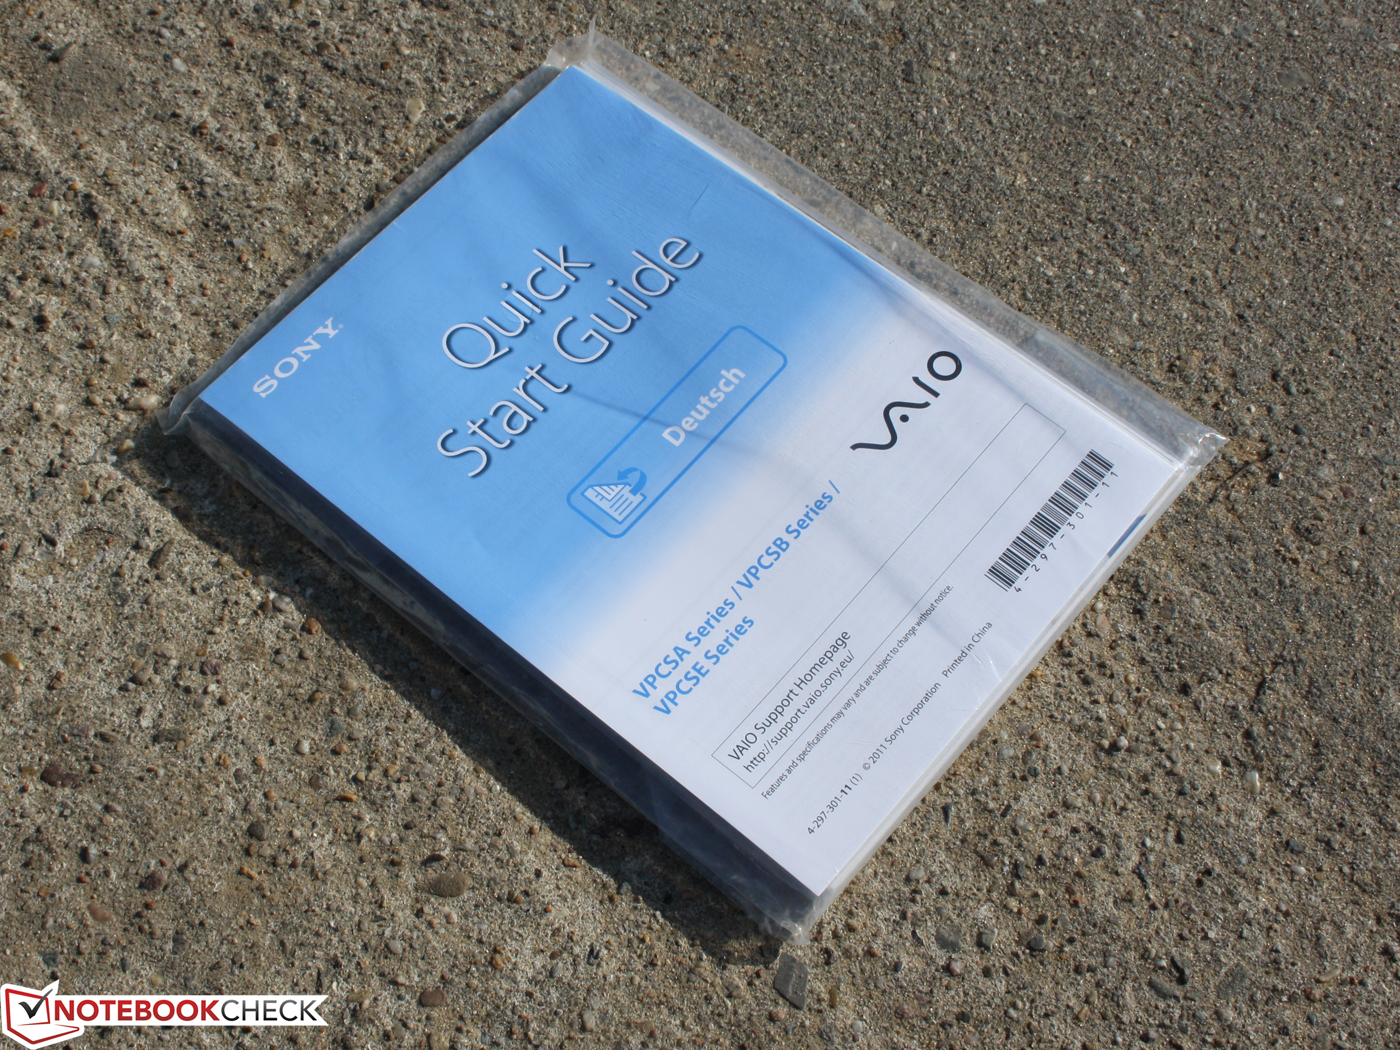 SONY
Quick
Start Guide
Deutsch
VAIO
VPCSA Series / VPCSB Series /
VPCSE Series
VAIO Support Homepage
http://support.vaio.sony.eu/
Features and specifications may vary and are subject to change without notice.
4-297-301-11 (1) © 2011 Sony Corporation Printed in China
4-297-301-11
NOTEBOOKCHECK